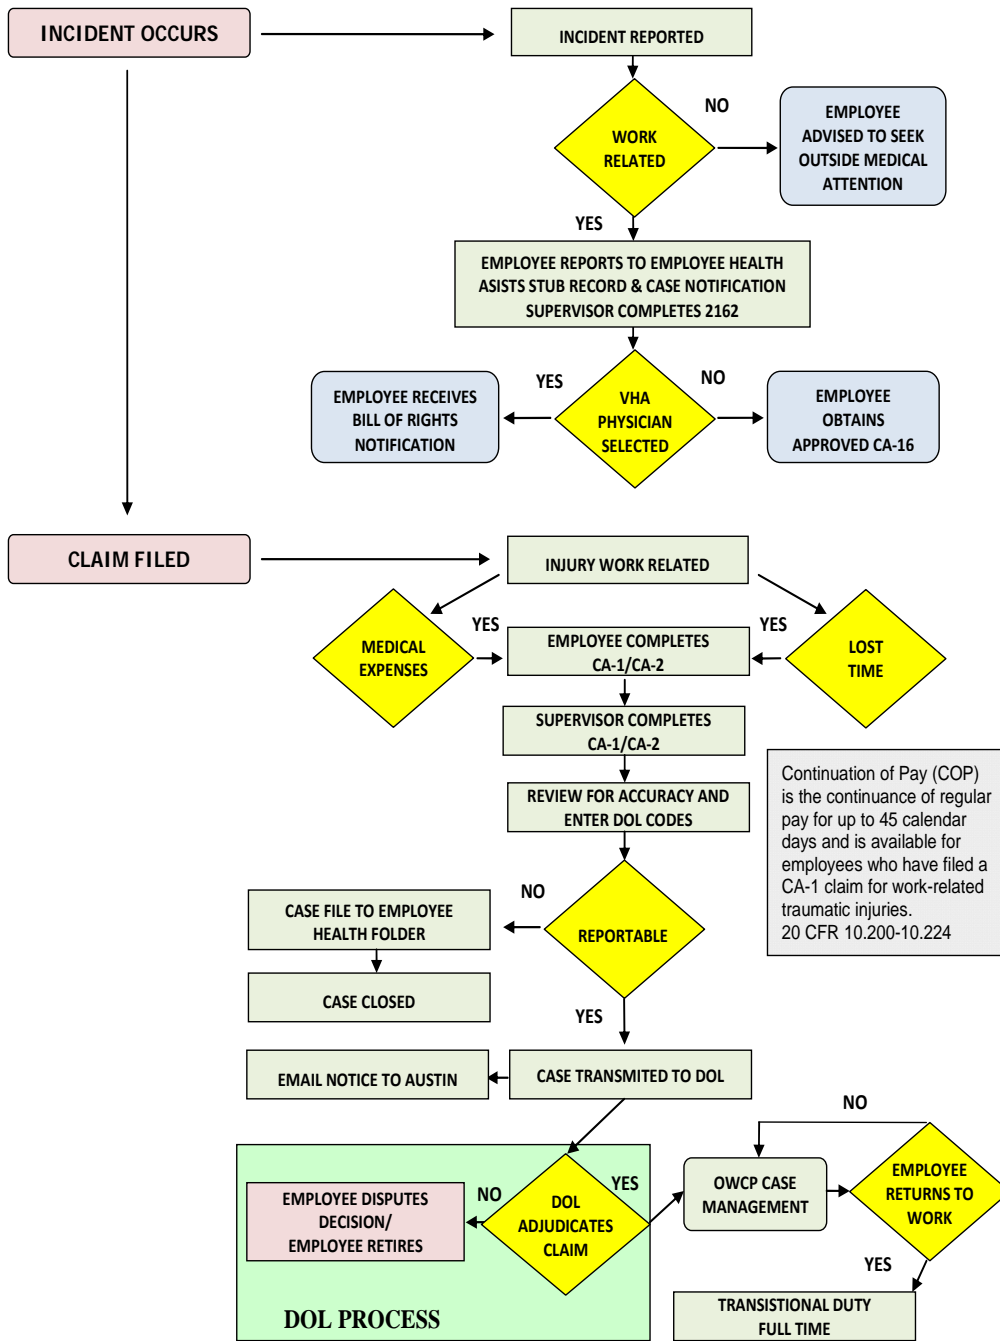 INCIDENT OCCURS
INCIDENT REPORTED
NO
WORK
RELATED
EMPLOYEE
ADVISED TO SEEK
OUTSIDE MEDICAL
ATTENTION
YES
EMPLOYEE REPORTS TO EMPLOYEE HEALTH
ASISTS STUB RECORD & CASE NOTIFICATION
SUPERVISOR COMPLETES 2162
EMPLOYEE RECEIVES
BILL OF RIGHTS
NOTIFICATION
YES
VHA
PHYSICIAN
SELECTED
NO
EMPLOYEE
OBTAINS
APPROVED CA-16
CLAIM FILED
INJURY WORK RELATED
MEDICAL
EXPENSES
YES
EMPLOYEE COMPLETES
CA-1/CA-2
YES
LOST
TIME
SUPERVISOR COMPLETES
CA-1/CA-2
REVIEW FOR ACCURACY AND
ENTER DOL CODES
Continuation of Pay (COP)
is the continuance of regular
pay for up to 45 calendar
days and is available for
employees who have filed a
CA-1 claim for work-related
traumatic injuries.
20 CFR 10.200-10.224
NO
CASE FILE TO EMPLOYEE
HEALTH FOLDER
REPORTABLE
CASE CLOSED
YES
EMAIL NOTICE TO AUSTIN
CASE TRANSMITED TO DOL
NO
EMPLOYEE DISPUTES
DECISION/
EMPLOYEE RETIRES
NO
DOL
ADJUDICATES
CLAIM
YES
OWCP CASE
MANAGEMENT
EMPLOYEE
RETURNS TO
WORK
YES
DOL PROCESS
TRANSISTIONAL DUTY
FULL TIME